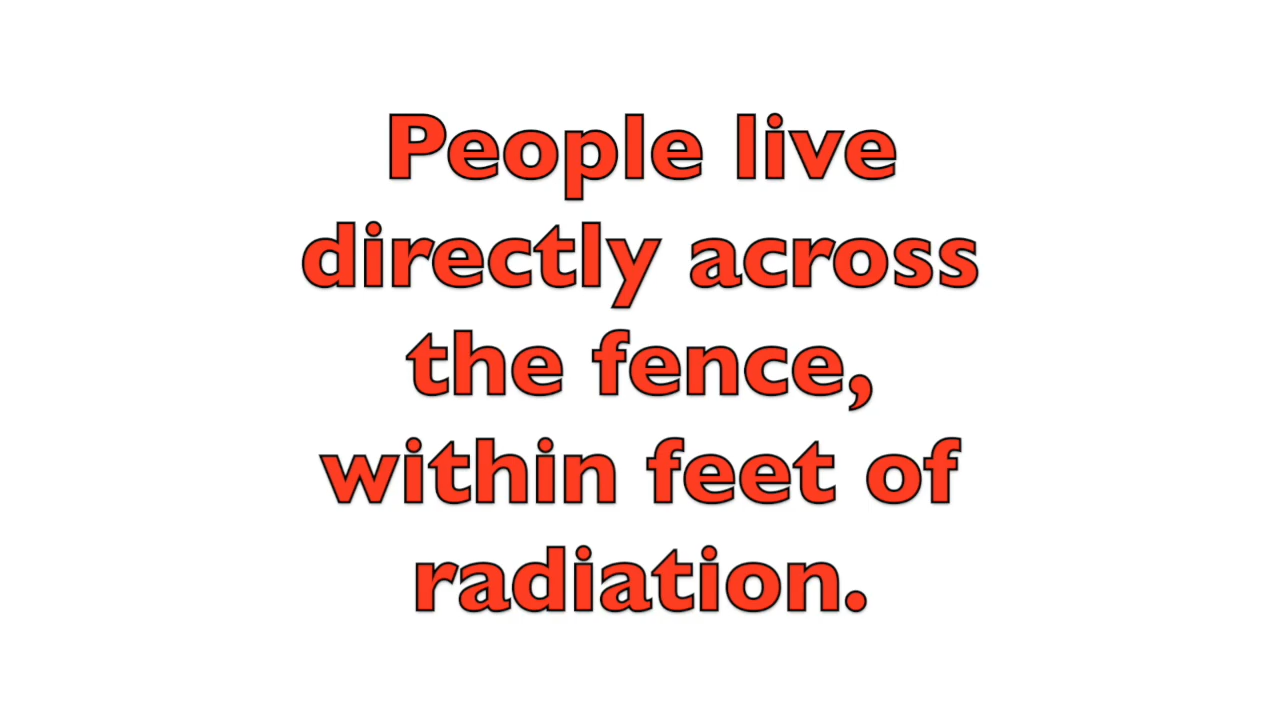 People live
directly across
the fence,
within feet of
radiation.